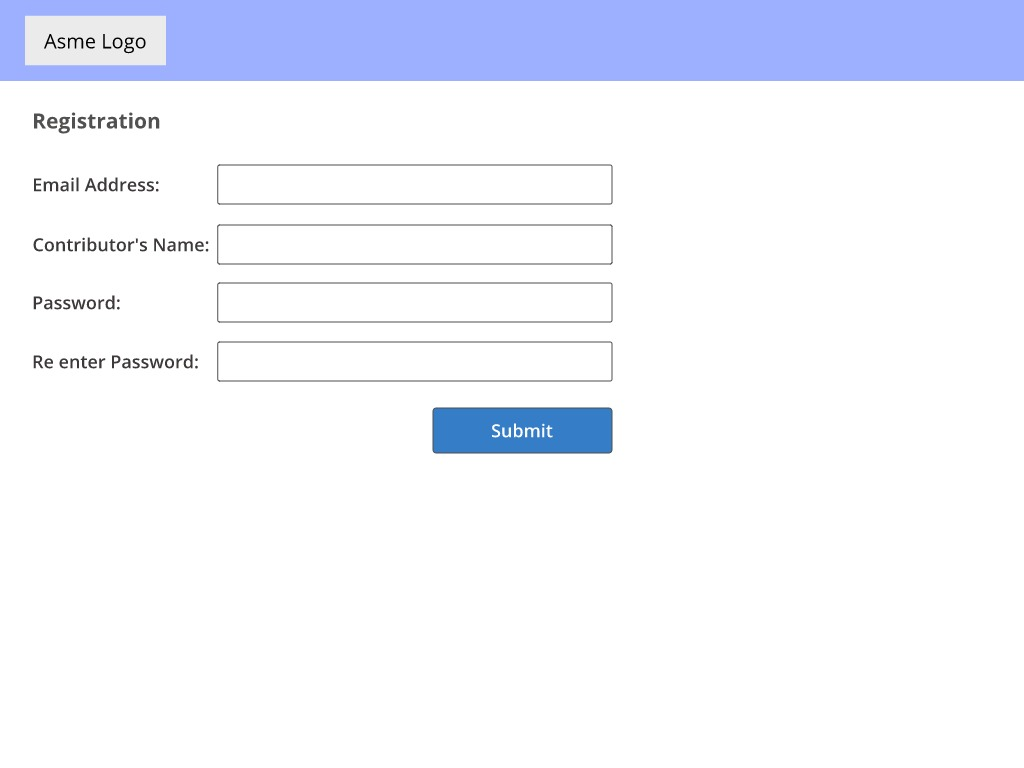 Asme Logo
Registration
Email Address:
Contributor's Name:
Password:
Re enter Password:
Submit